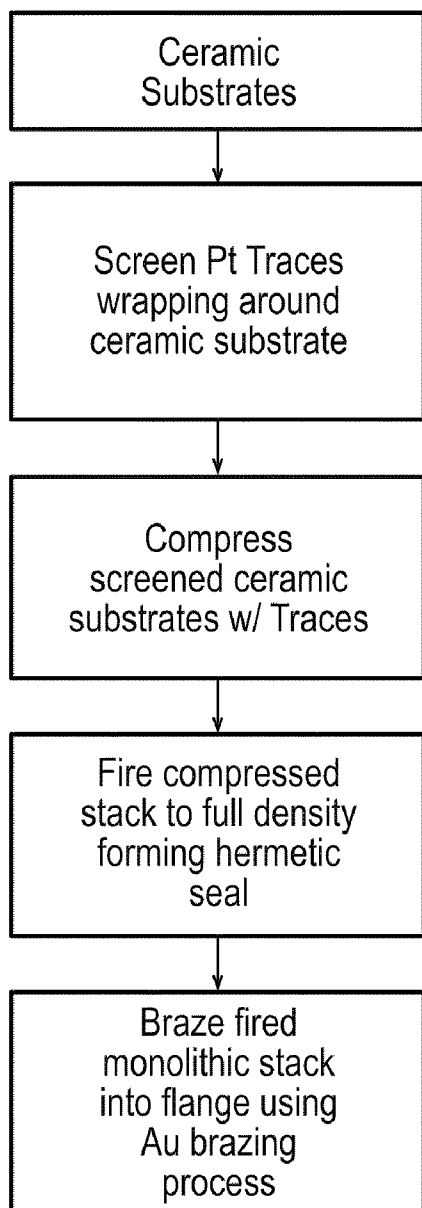 Ceramic
Substrates
Screen Pt Traces
wrapping around
ceramic substrate
Compress
screened ceramic
substrates w/ Traces
Fire compressed
stack to full density
forming hermetic
seal
Braze fired
monolithic stack
into flange using
Au brazing
process